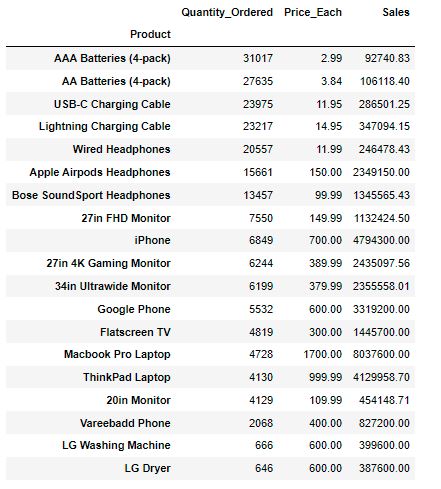 Quantity_Ordered Price_Each Sales
Product
AAA Batteries (4-pack) 31017 2.99 92740.83
AA Batteries (4-pack) 27635 3.84 106118.40
USB-C Charging Cable 23975 11.95 286501.25
Lightning Charging Cable 23217 14.95 347094.15
Wired Headphones 20557 11.99 246478.43
Apple Airpods Headphones 15661 150.00 2349150.00
Bose SoundSport Headphones 13457 99.99 1345565.43
27in FHD Monitor 7550 149.99 1132424.50
iPhone 6849 700.00 4794300.00
27in 4K Gaming Monitor 6244 389.99 2435097.56
34in Ultrawide Monitor 6199 379.99 2355558.01
Google Phone 5532 600.00 3319200.00
Flatscreen TV 4819 300.00 1445700.00
Macbook Pro Laptop 4728 1700.00 8037600.00
ThinkPad Laptop 4130 999.99 4129958.70
20in Monitor 4129 109.99 454148.71
Vareebadd Phone 2068 400.00 827200.00
LG Washing Machine 666 600.00 399600.00
LG Dryer 646 600.00 387600.00